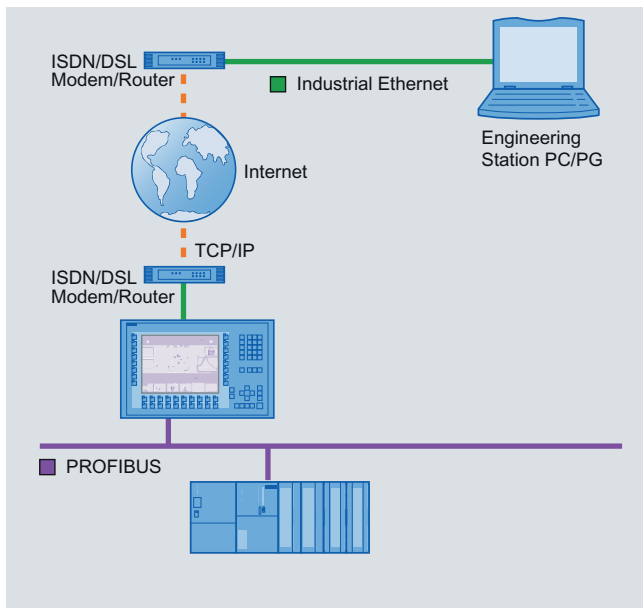 ISDN/DSL
Modem/Router
Industrial Ethernet
Engineering
Station PC/PG
Internet
TCP/IP
ISDN/DSL
Modem/Router
PROFIBUS